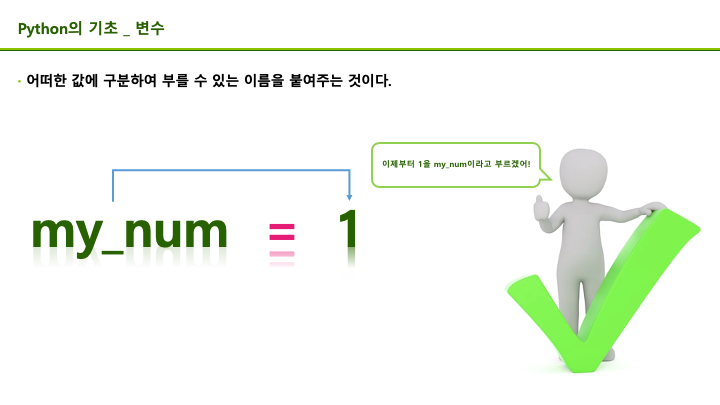 Python의 기초 _ 변수
· 어떠한 값에 구분하여 부를 수 있는 이름을 붙여주는 것이다.
이제부터 1을 my_num이라고 부르겠어!
my_num = 1